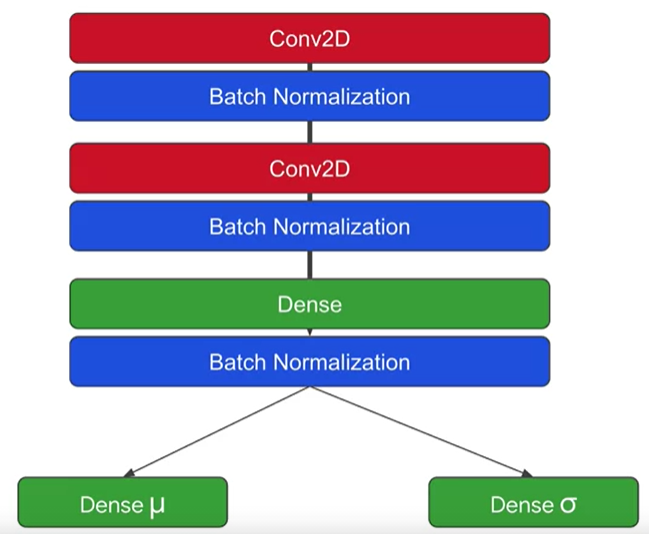 Conv2D
Batch Normalization
Conv2D
Batch Normalization
Dense
Batch Normalization
Dense μ
Dense σ